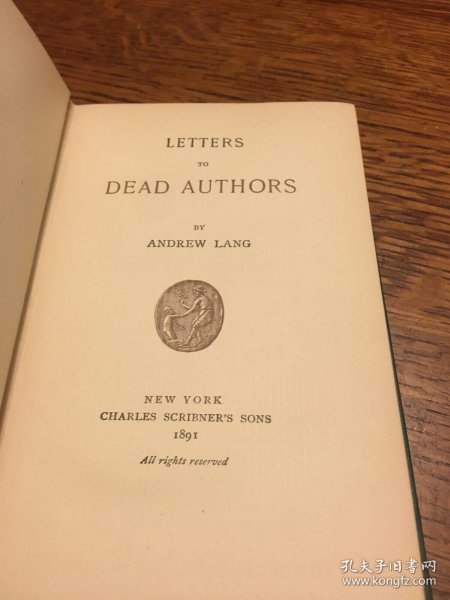 LETTERS
TO
DEAD AUTHORS
BY
ANDREW LANG
NEW YORK
CHARLES SCRIBNER'S SONS
1891
All rights reserved
孔夫子旧书网
www.kongfz.com